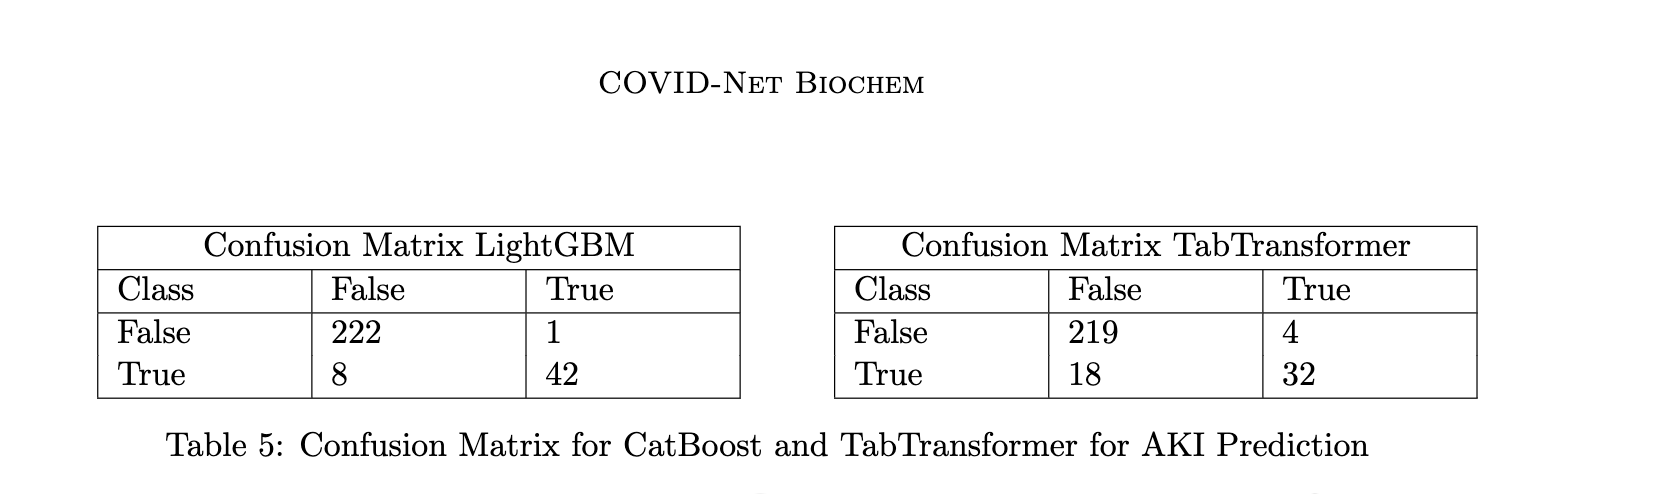 COVID-Net Biochem
Confusion Matrix LightGBM
Class False True
False 222 1
True 8 42
Confusion Matrix TabTransformer
Class False True
False 219 4
True 18 32
Table 5: Confusion Matrix for CatBoost and TabTransformer for AKI Prediction